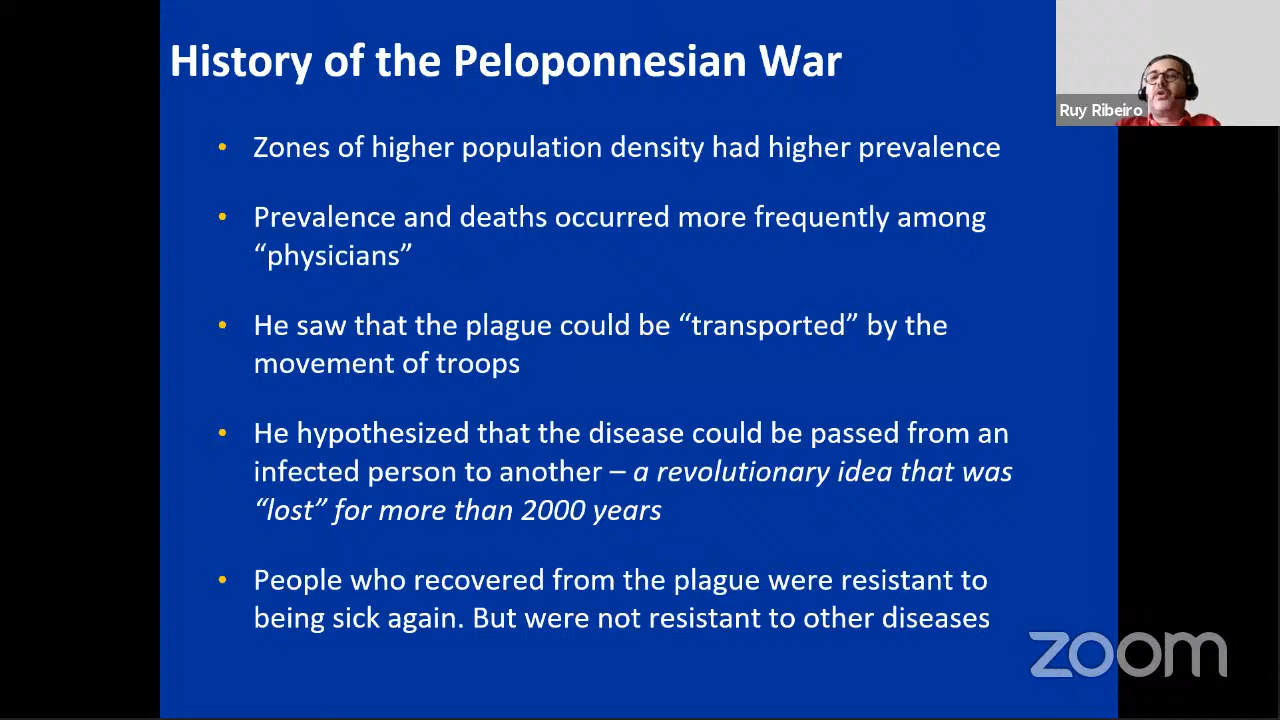 History of the Peloponnesian War
Ruy Ribeiro
• Zones of higher population density had higher prevalence
• Prevalence and deaths occurred more frequently among
“physicians”
• He saw that the plague could be “transported” by the
movement of troops
• He hypothesized that the disease could be passed from an
infected person to another – a revolutionary idea that was
“lost” for more than 2000 years
• People who recovered from the plague were resistant to
being sick again. But were not resistant to other diseases
zoom